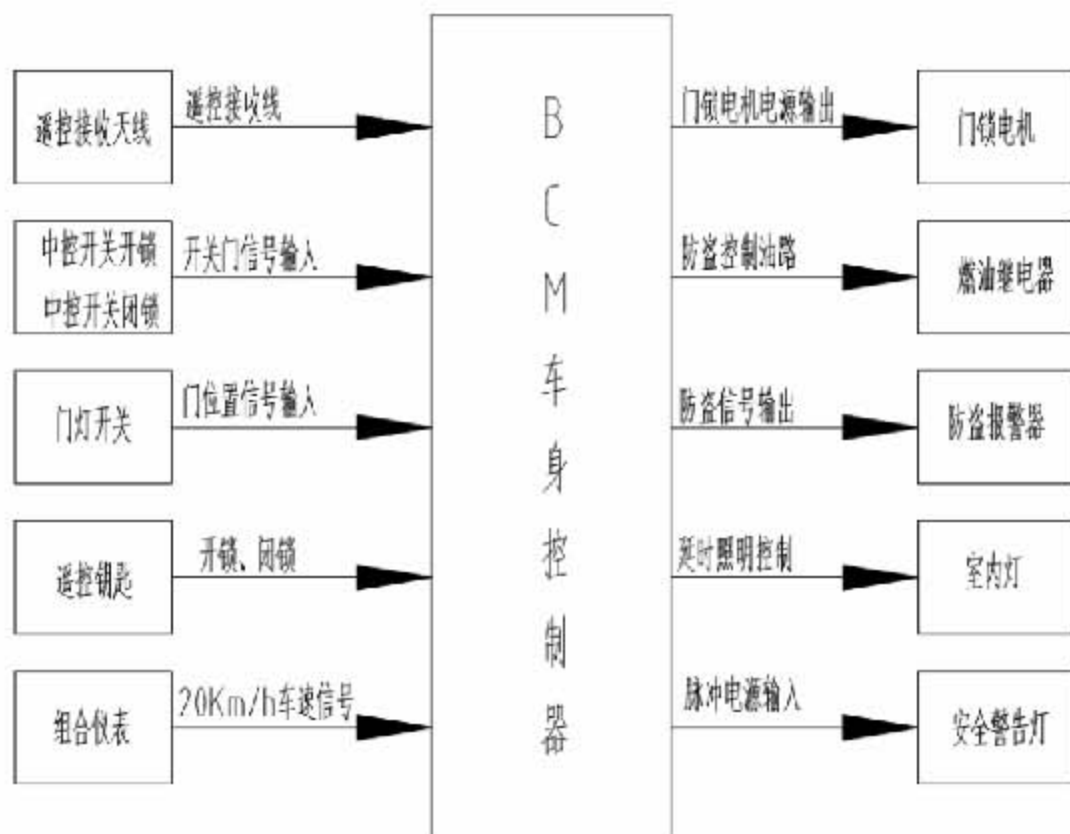 遥控接收天线
遥控接收线
中控开关开锁
中控开关闭锁
开关门信号输入
门灯开关
门位置信号输入
遥控钥匙
开锁、闭锁
组合仪表
20Km/h车速信号
BCM车身控制器
门锁电机电源输出
门锁电机
防盗控制油路
燃油继电器
防盗信号输出
防盗报警器
延时照明控制
室内灯
脉冲电源输入
安全警告灯